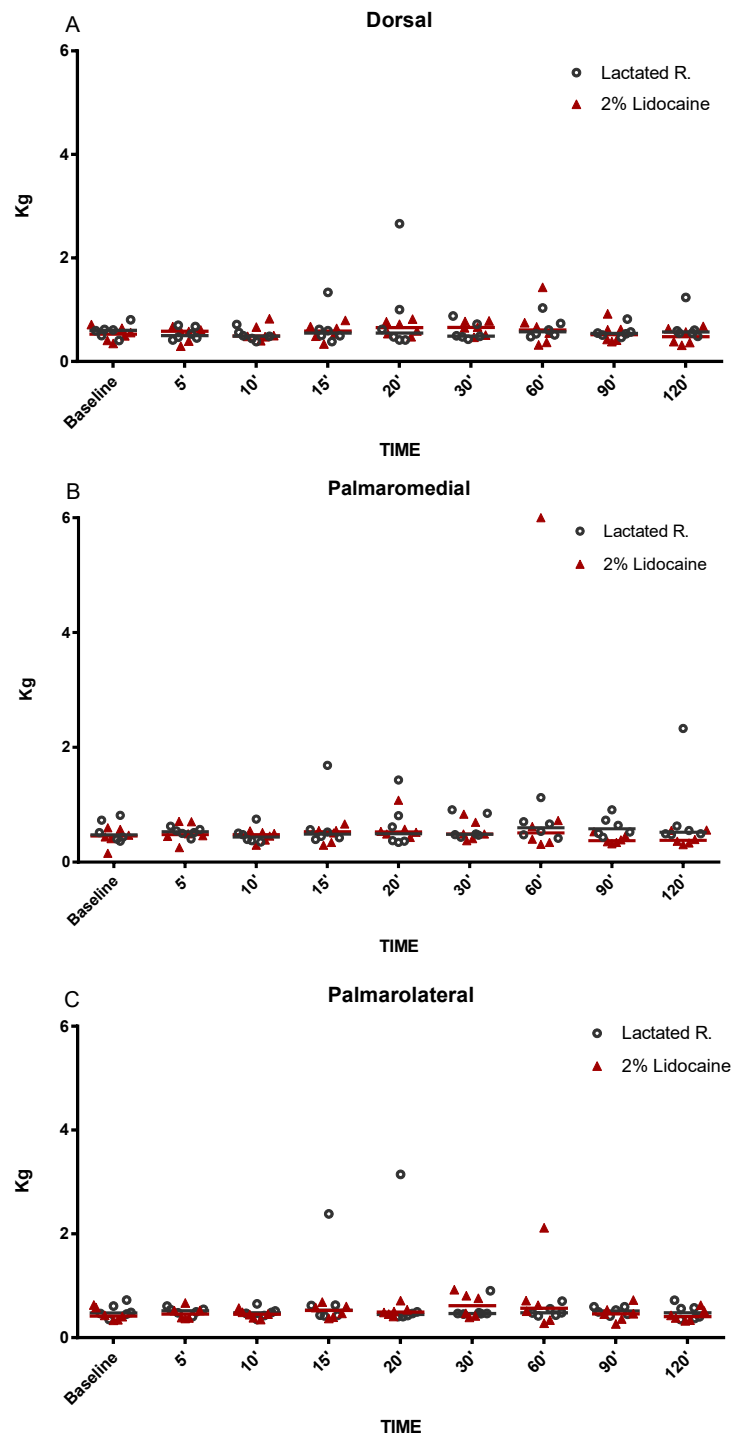 A
Dorsal
6
4
2
0
Kg
Lactated R.
2% Lidocaine
Baseline
5'
10'
15'
20'
30'
60'
90'
120'
TIME
B
Palmaromedial
6
4
2
0
Kg
Lactated R.
2% Lidocaine
Baseline
5'
10'
15'
20'
30'
60'
90'
120'
TIME
C
Palmarolateral
6
4
2
0
Kg
Lactated R.
2% Lidocaine
Baseline
5'
10'
15'
20'
30'
60'
90'
120'
TIME